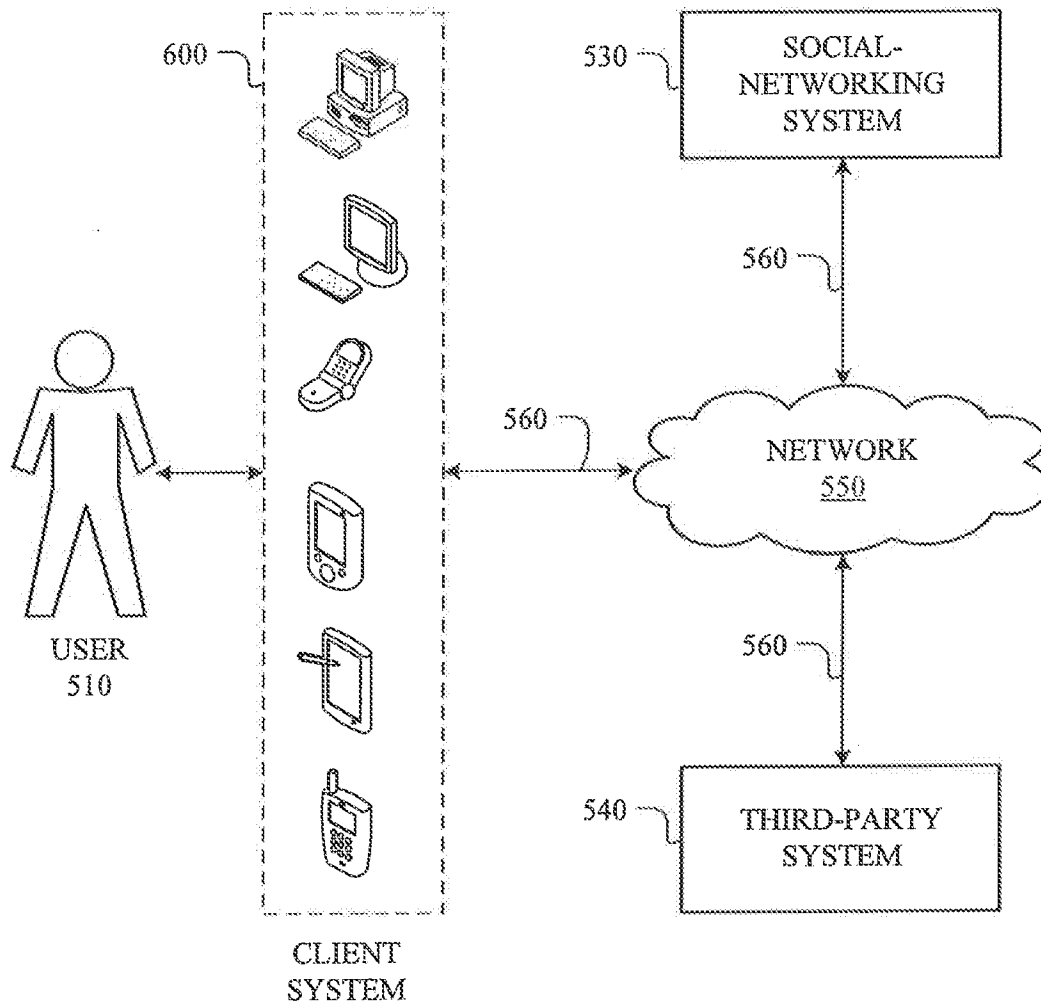 600
530
SOCIAL-
NETWORKING
SYSTEM
560
560
NETWORK
550
USER
510
560
540
THIRD-PARTY
SYSTEM
CLIENT
SYSTEM